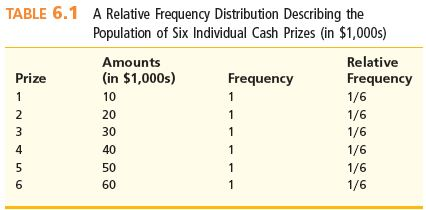 TABLE 6.1 A Relative Frequency Distribution Describing the
Population of Six Individual Cash Prizes (in $1,000s)
Amounts Relative
Prize (in $1,000s) Frequency Frequency
1 10 1 1/6
2 20 1 1/6
3 30 1 1/6
4 40 1 1/6
5 50 1 1/6
6 60 1 1/6